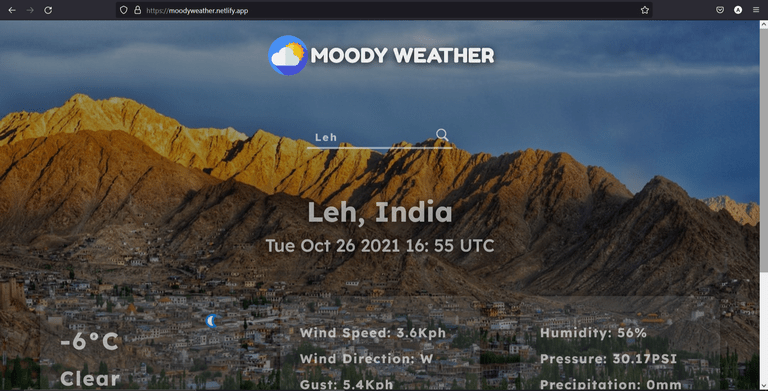 https://moodyweather.netlify.app
MOODY WEATHER
Leh
Leh, India
Tue Oct 26 2021 16: 55 UTC
-6°C
Clear
Wind Speed: 3.6Kph
Wind Direction: W
Gust: 5.4Kph
Humidity: 56%
Pressure: 30.17PSI
Precipitation: 0mm